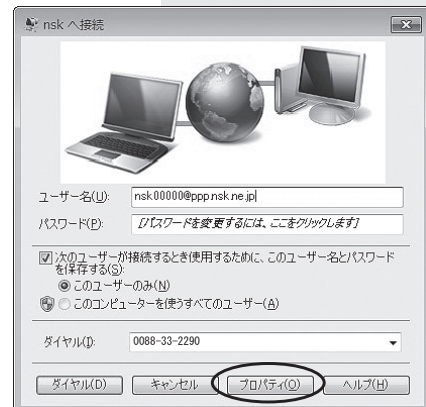 nsk へ接続
ユーザー名(U): nsk00000@ppp.nsk.ne.jp
パスワード(P): [パスワードを変更するには、ここをクリックします]
次のユーザーが接続するとき使用するために、このユーザー名とパスワード
を保存する(S):
このユーザーのみ(N)
このコンピューターを使うすべてのユーザー(A)
ダイヤル(I): 0088-33-2290
ダイヤル(D) キャンセル プロパティ(O) ヘルプ(H)